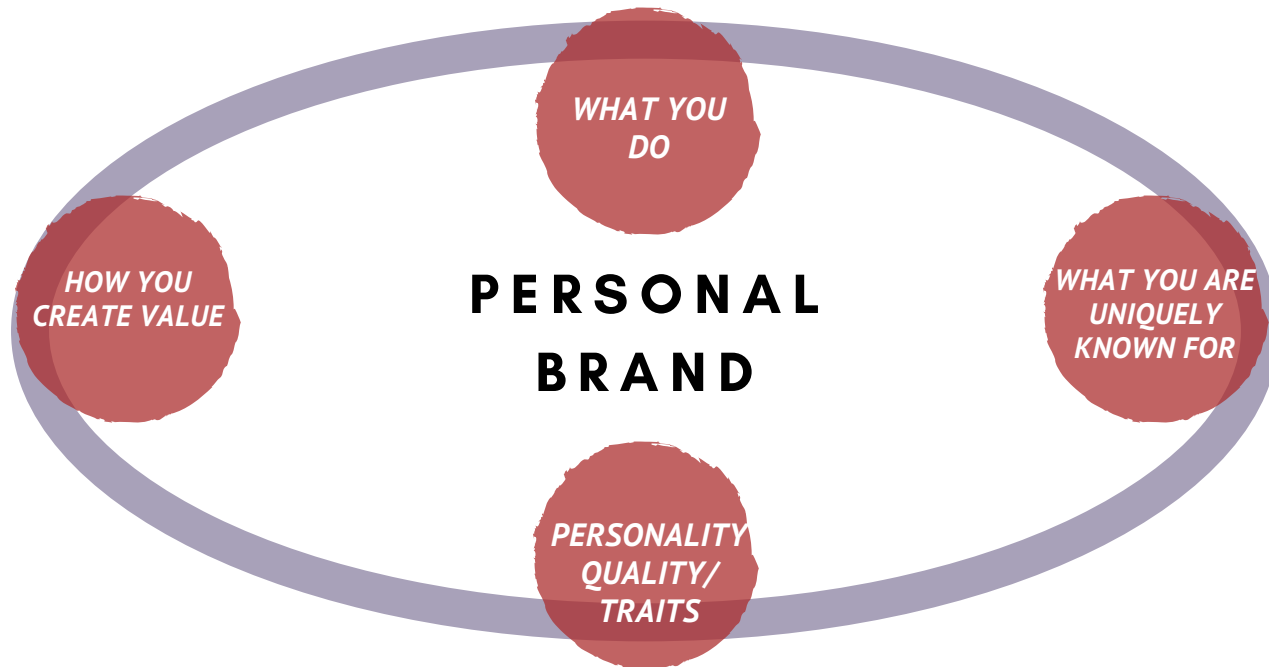 WHAT YOU
DO
HOW YOU
CREATE VALUE
PERSONAL
BRAND
WHAT YOU ARE
UNIQUELY
KNOWN FOR
PERSONALITY
QUALITY/
TRAITS